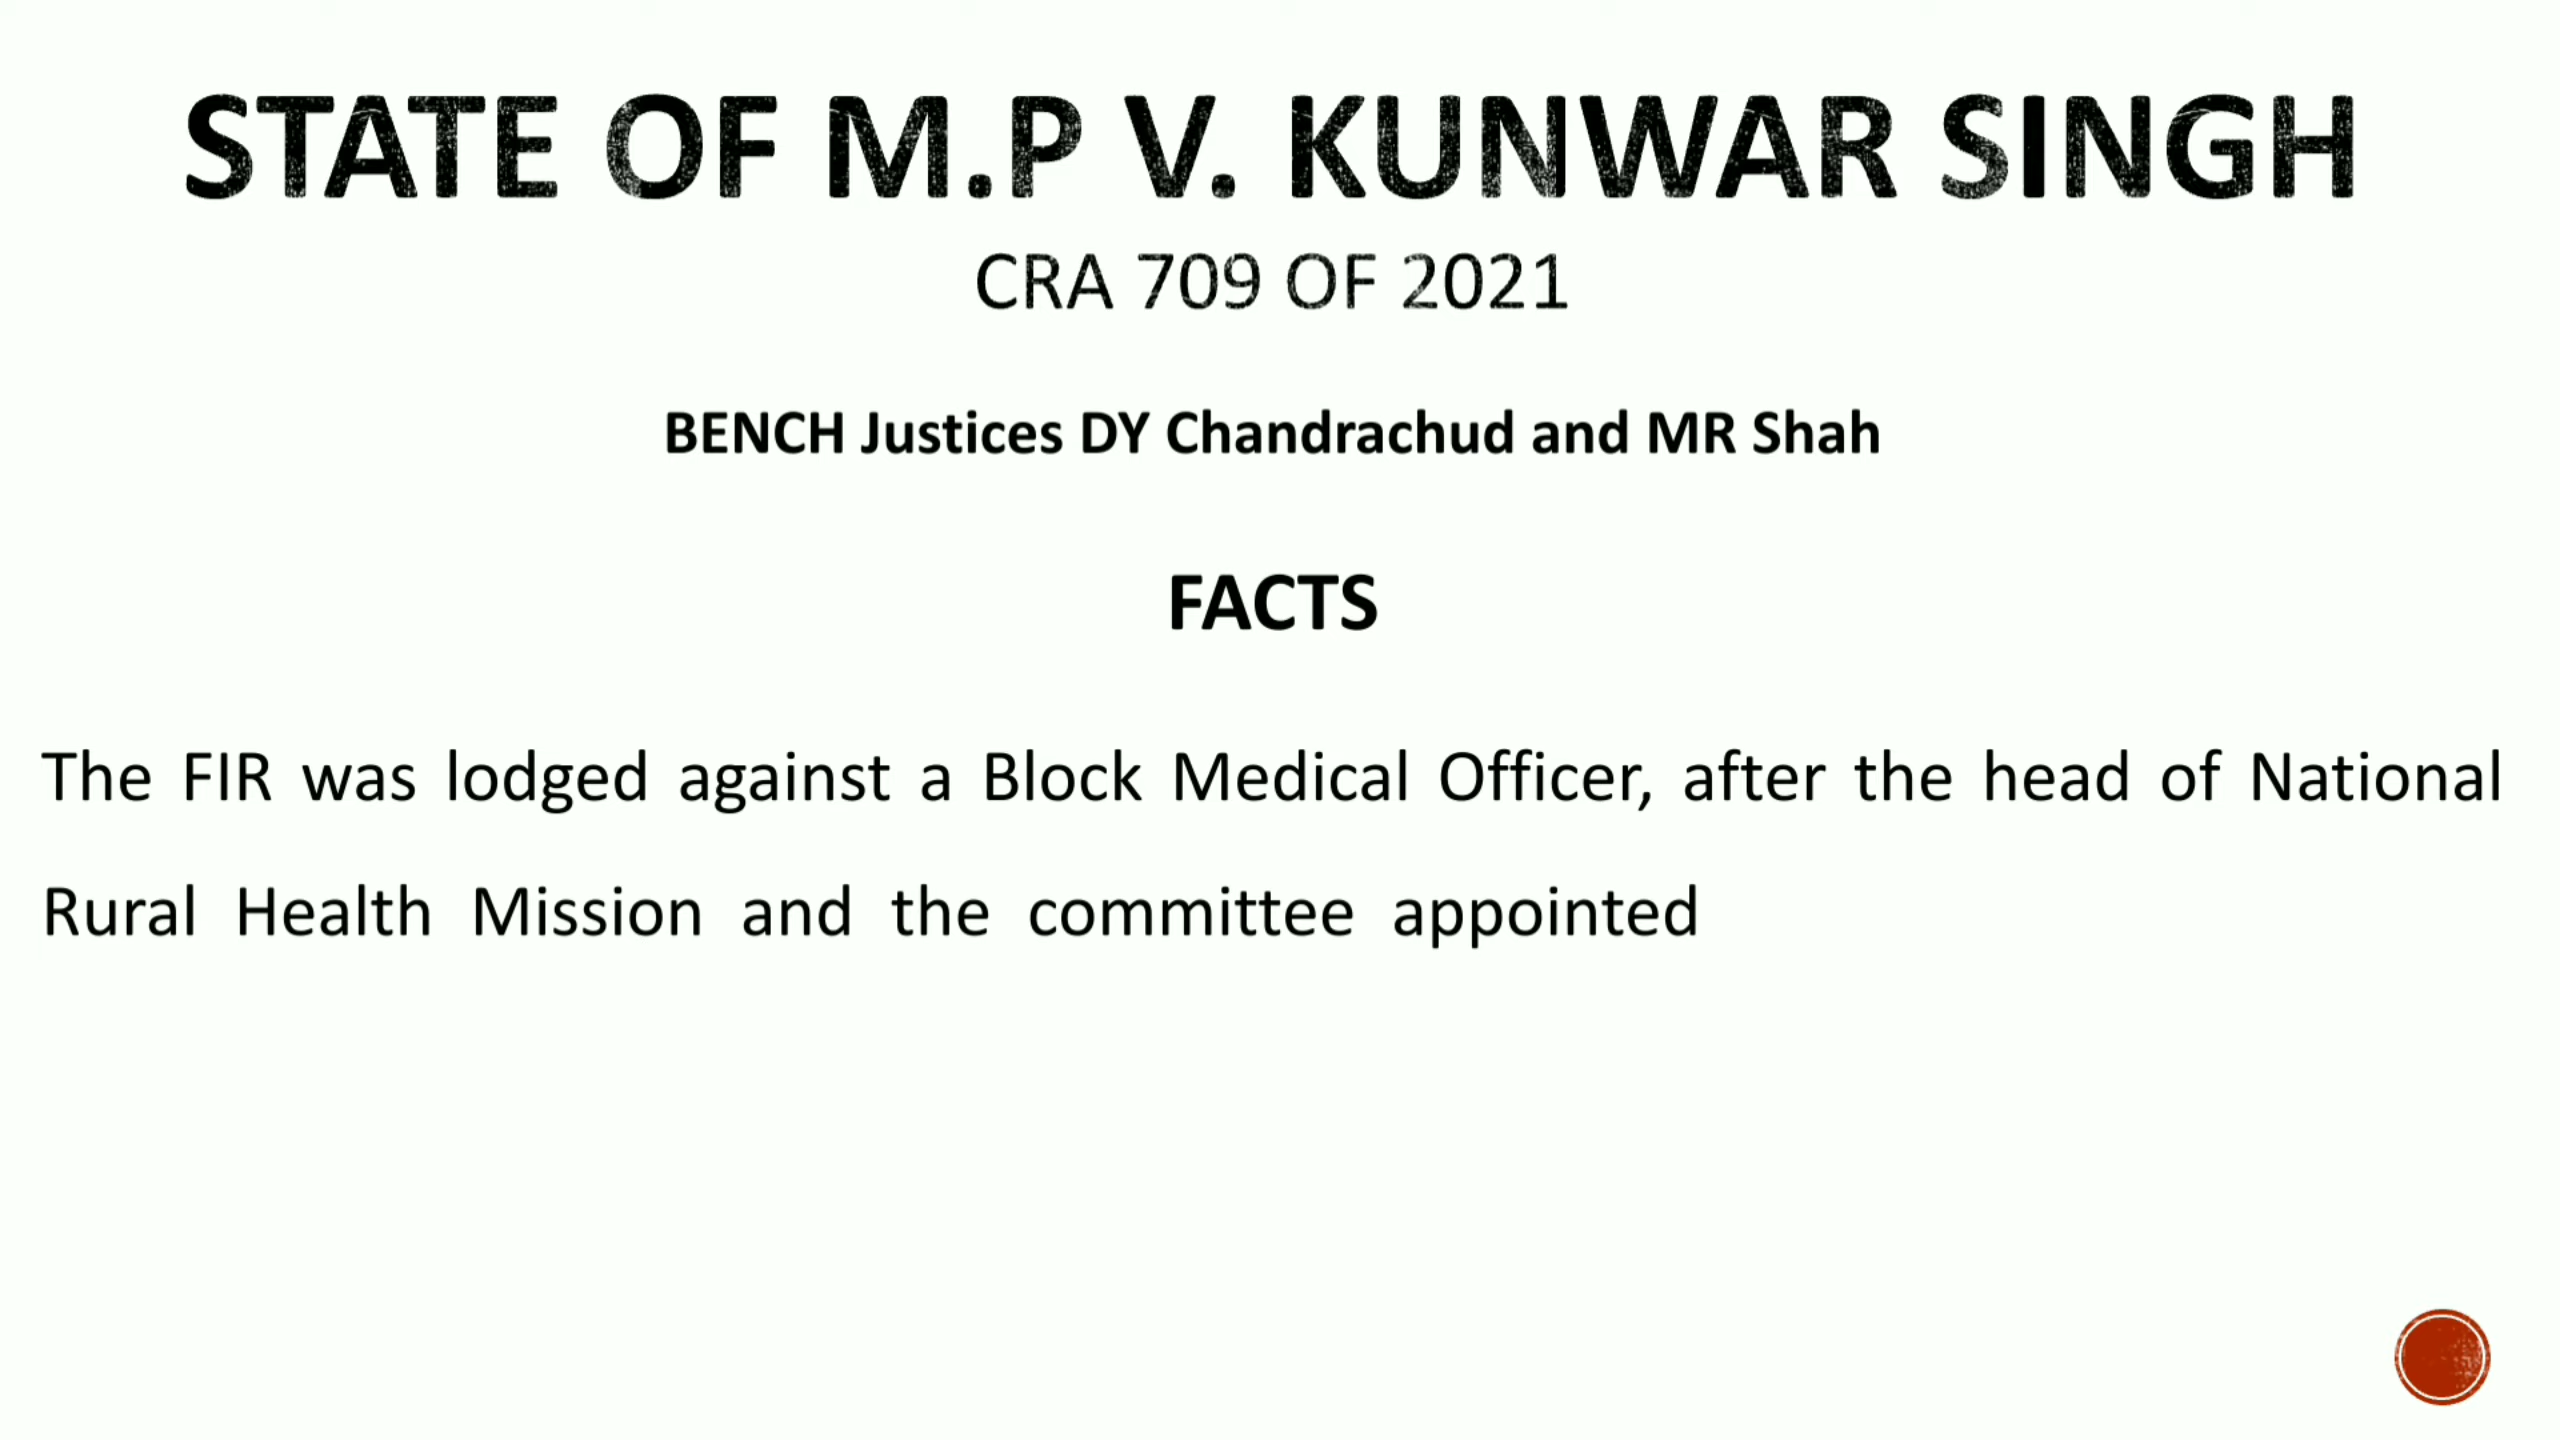 STATE OF M.P V. KUNWAR SINGH
CRA 709 OF 2021
BENCH Justices DY Chandrachud and MR Shah
FACTS
The FIR was lodged against a Block Medical Officer, after the head of National
Rural Health Mission and the committee appointed